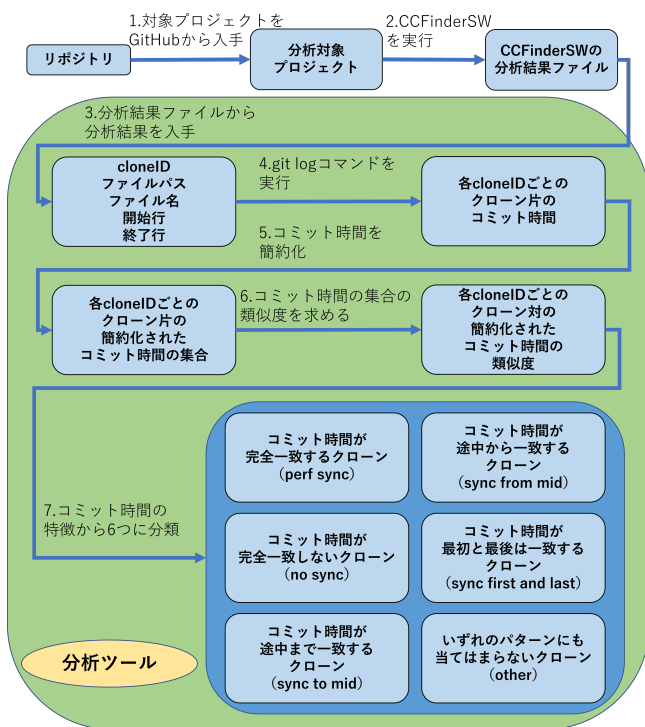 1.対象プロジェクトを
GitHubから入手
2.CCFinderSW
を実行
リポジトリ
分析対象
プロジェクト
CCFinderSWの
分析結果ファイル
3.分析結果ファイルから
分析結果を入手
cloneID
ファイルパス
ファイル名
開始行
終了行
4.git logコマンドを
実行
各cloneIDごとの
クローン片の
コミット時間
5.コミット時間を
簡約化
各cloneIDごとの
クローン片の
簡約化された
コミット時間の集合
6.コミット時間の集合の
類似度を求める
各cloneIDごとの
クローン対の
簡約化された
コミット時間の
類似度
7.コミット時間の
特徴から6つに分類
コミット時間が
完全一致するクローン
（perf sync）
コミット時間が
途中から一致する
クローン
（sync from mid）
コミット時間が
完全一致しないクローン
（no sync）
コミット時間が
最初と最後は一致する
クローン
（sync first and last）
コミット時間が
途中まで一致する
クローン
（sync to mid）
いずれのパターンにも
当てはまらないクローン
（other）
分析ツール